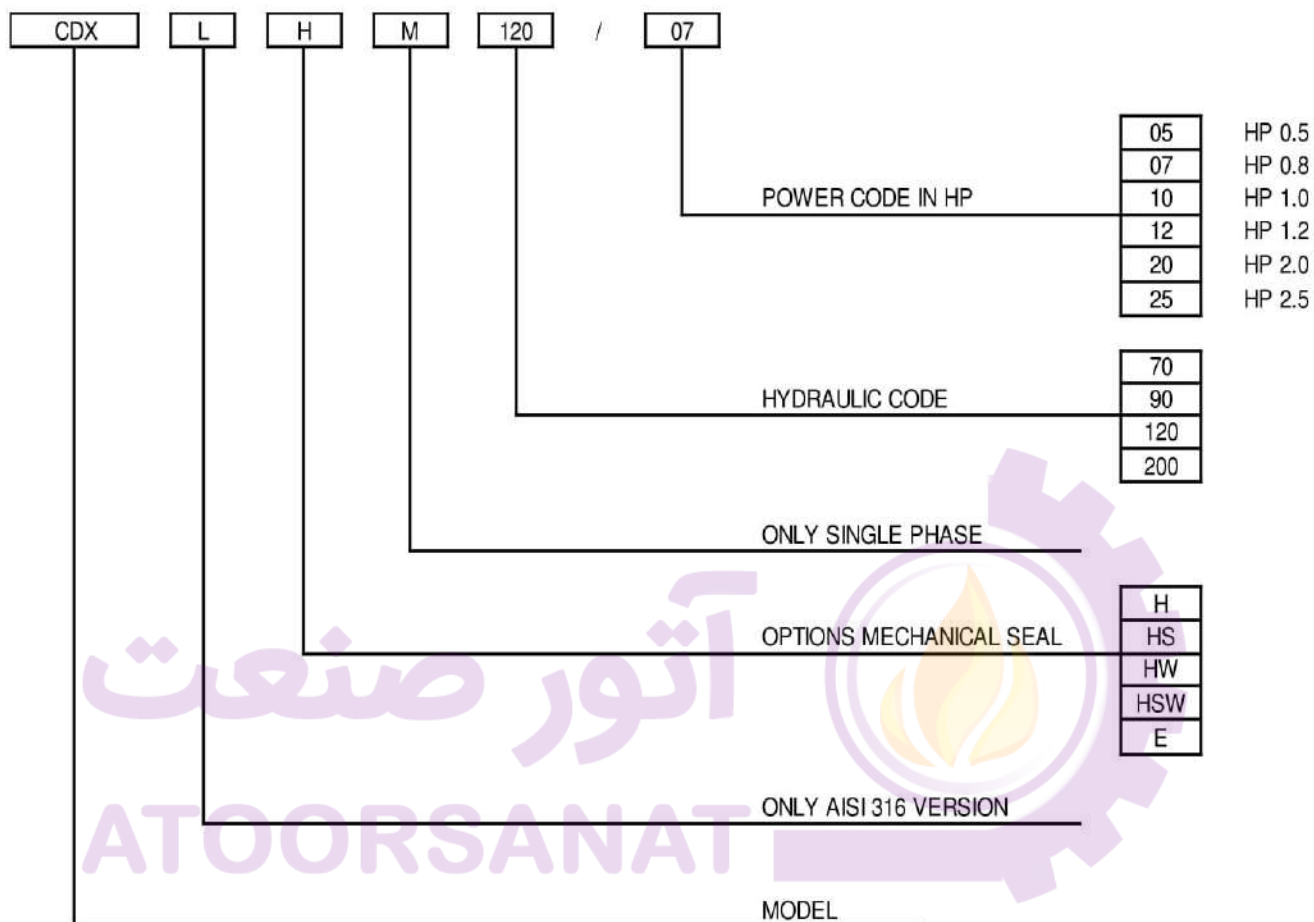 CDX L H M 120 / 07
05 HP 0.5
07 HP 0.8
POWER CODE IN HP 10 HP 1.0
12 HP 1.2
20 HP 2.0
25 HP 2.5
70
HYDRAULIC CODE 90
120
200
ONLY SINGLE PHASE
H
OPTIONS MECHANICAL SEAL HS
HW
HSW
E
آتور صنعت
ONLY AISI 316 VERSION
ATOORSANAT
MODEL